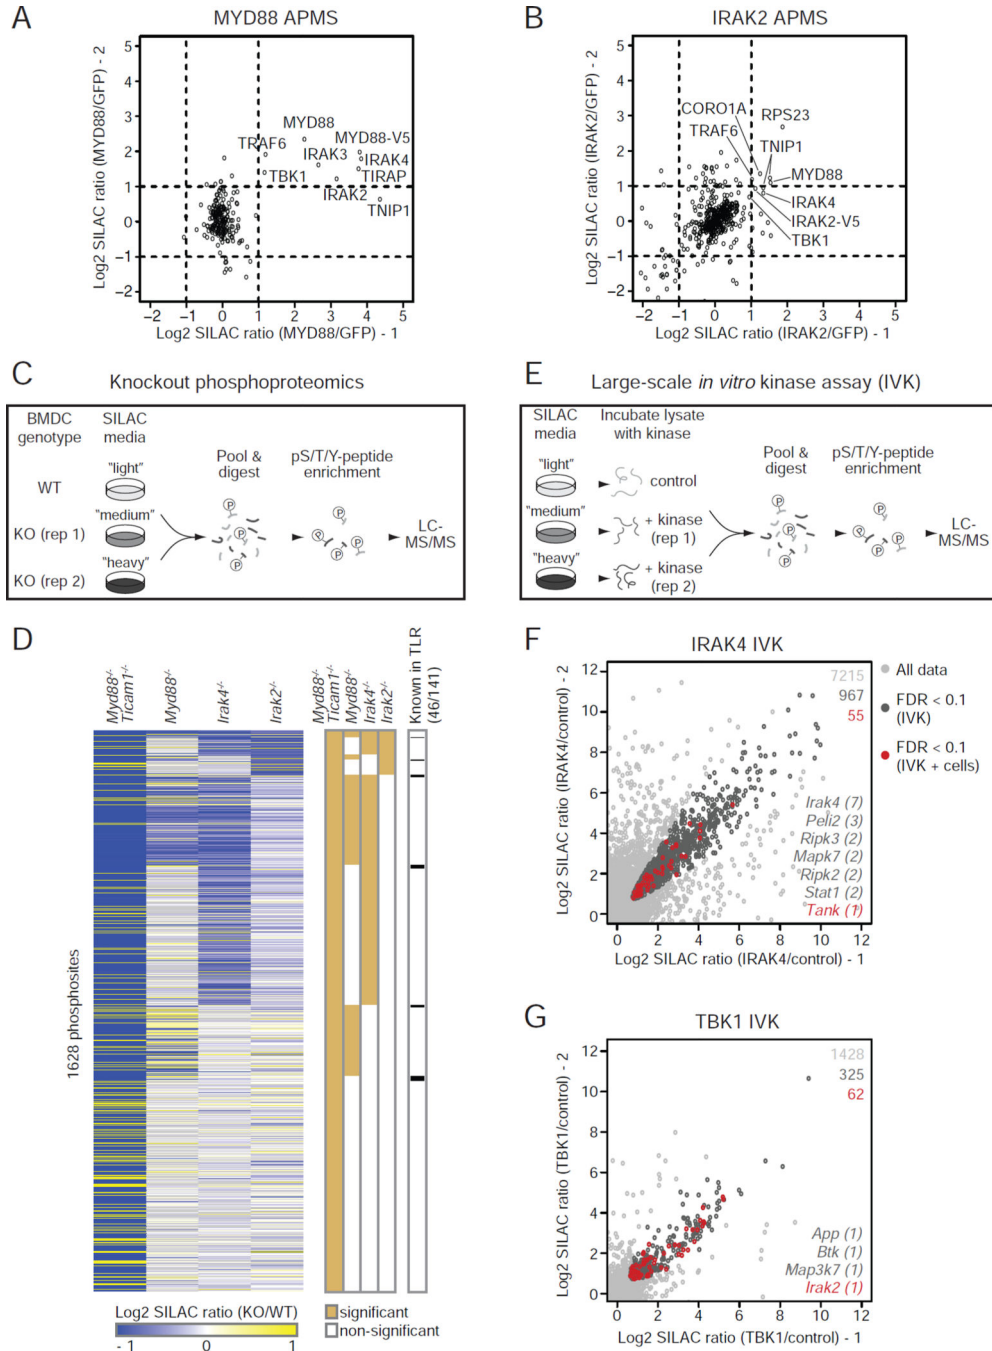 A
MYD88 APMS
Log2 SILAC ratio (MYD88/GFP) - 2
5
4
3
2
1
0
−1
−2
MYD88
TRAF6
MYD88-V5
IRAK3
IRAK4
TBK1
TIRAP
IRAK2
TNIP1
−2 −1 0 1 2 3 4 5
Log2 SILAC ratio (MYD88/GFP) - 1
B
IRAK2 APMS
Log2 SILAC ratio (IRAK2/GFP) - 2
5
4
3
2
1
0
−1
−2
CORO1A
RPS23
TRAF6
TNIP1
MYD88
IRAK4
IRAK2-V5
TBK1
−2 −1 0 1 2 3 4 5
Log2 SILAC ratio (IRAK2/GFP) - 1
C
Knockout phosphoproteomics
BMDC genotype
SILAC media
"light"
WT
"medium"
KO (rep 1)
"heavy"
KO (rep 2)
Pool & digest
pS/T/Y-peptide enrichment
P
P
P
P
P
P
P
LC-MS/MS
E
Large-scale in vitro kinase assay (IVK)
SILAC media
Incubate lysate with kinase
"light"
control
"medium"
+ kinase (rep 1)
"heavy"
+ kinase (rep 2)
Pool & digest
pS/T/Y-peptide enrichment
P
P
P
P
P
P
P
LC-MS/MS
D
Myd88-/- Ticam1-/-
Myd88-/-
Irak4-/-
Irak2-/-
Myd88-/- Ticam1-/-
Myd88-/-
Irak4-/-
Irak2-/-
Known in TLR (46/141)
1628 phosphosites
Log2 SILAC ratio (KO/WT)
- 1 0 1
significant
non-significant
F
IRAK4 IVK
Log2 SILAC ratio (IRAK4/control) - 2
12
10
8
6
4
2
0
7215
967
55
Irak4 (7)
Peli2 (3)
Ripk3 (2)
Mapk7 (2)
Ripk2 (2)
Stat1 (2)
Tank (1)
0 2 4 6 8 10 12
Log2 SILAC ratio (IRAK4/control) - 1
All data
FDR < 0.1 (IVK)
FDR < 0.1 (IVK + cells)
G
TBK1 IVK
Log2 SILAC ratio (TBK1/control) - 2
12
10
8
6
4
2
0
1428
325
62
App (1)
Btk (1)
Map3k7 (1)
Irak2 (1)
0 2 4 6 8 10 12
Log2 SILAC ratio (TBK1/control) - 1